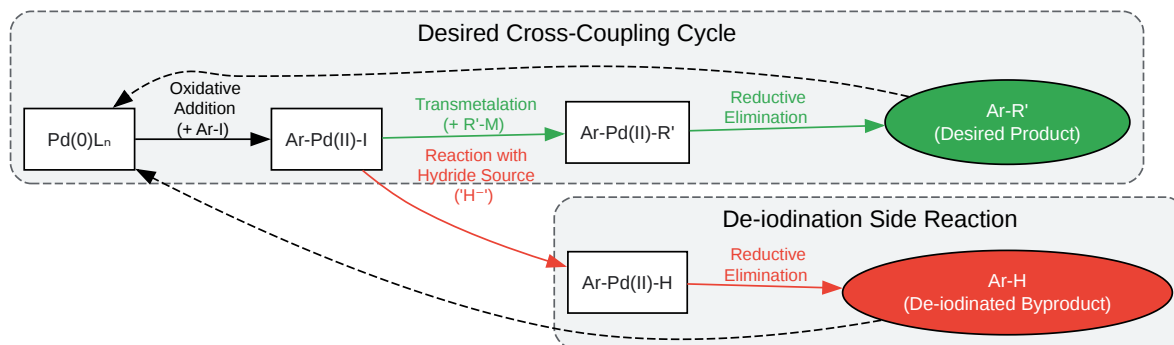 Desired Cross-Coupling Cycle
Oxidative
Addition
(+ Ar-I)
Pd(0)Lₙ
Ar-Pd(II)-I
Transmetalation
(+ R'-M)
Ar-Pd(II)-R'
Reductive
Elimination
Ar-R'
(Desired Product)
Reaction with
Hydride Source
('H⁻')
De-iodination Side Reaction
Ar-Pd(II)-H
Reductive
Elimination
Ar-H
(De-iodinated Byproduct)